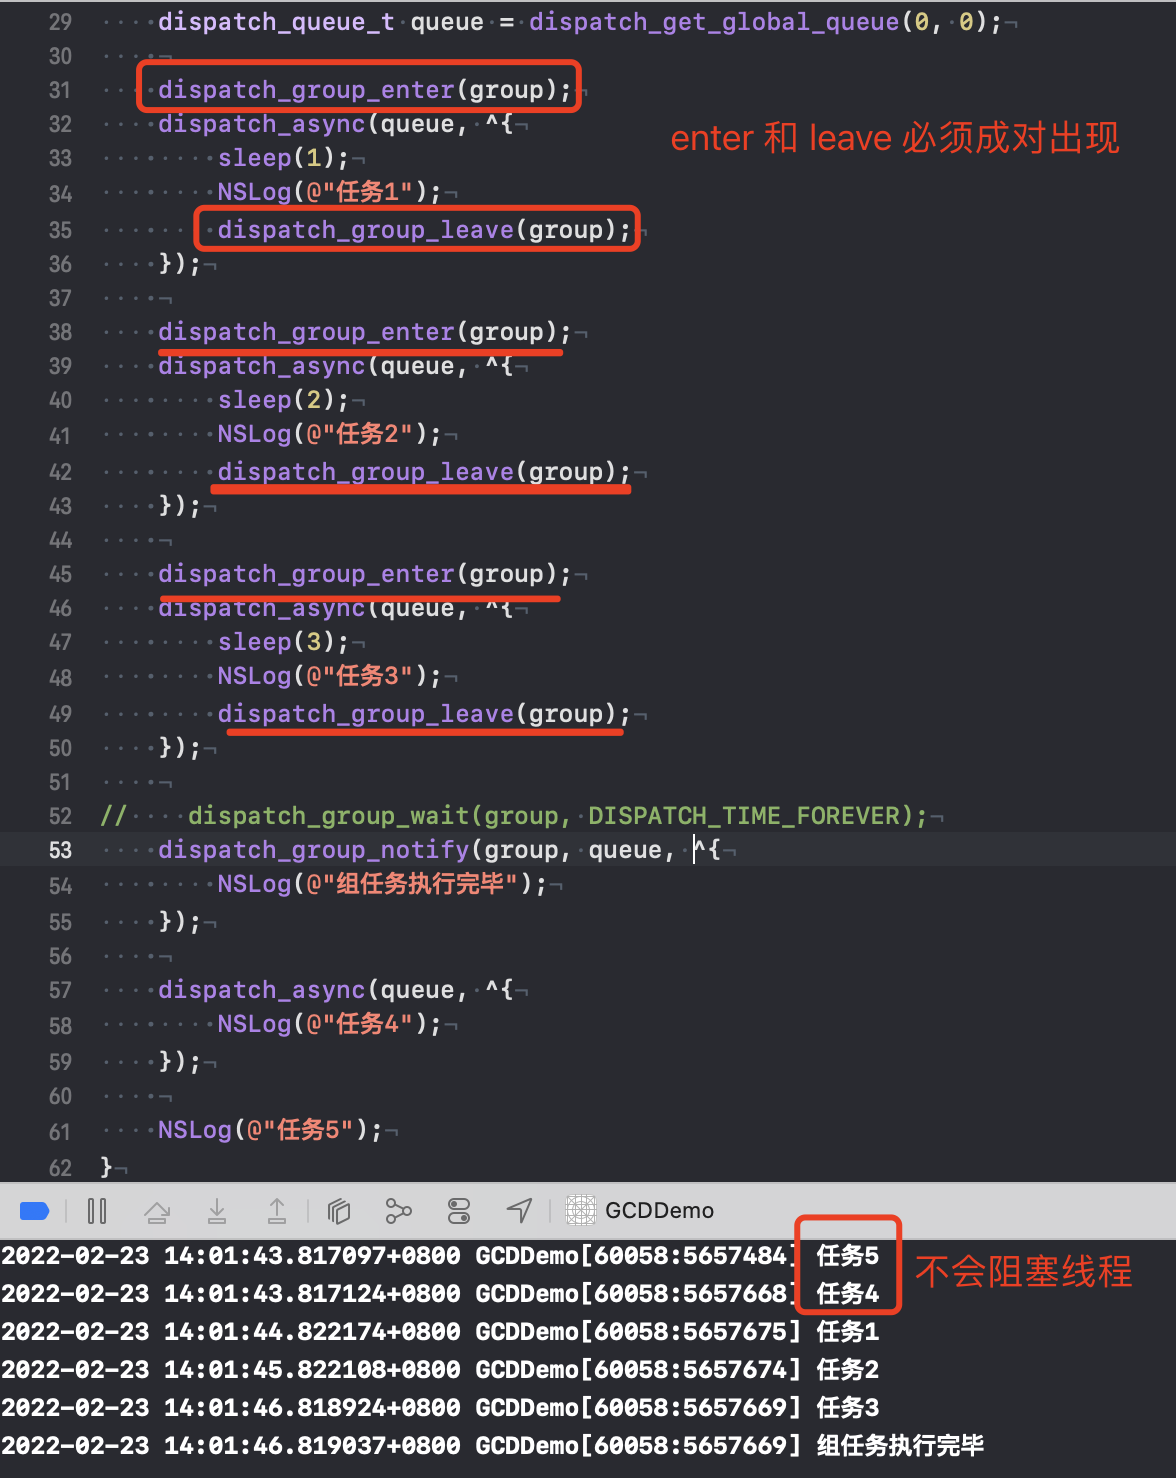 29 dispatch_queue_t queue = dispatch_get_global_queue(0, 0);
30
31 dispatch_group_enter(group);
32 dispatch_async(queue, ^{
enter 和 leave 必须成对出现
33 sleep(1);
34 NSLog(@"任务1");
35 dispatch_group_leave(group);
36 });
37
38 dispatch_group_enter(group);
39 dispatch_async(queue, ^{
40 sleep(2);
41 NSLog(@"任务2");
42 dispatch_group_leave(group);
43 });
44
45 dispatch_group_enter(group);
46 dispatch_async(queue, ^{
47 sleep(3);
48 NSLog(@"任务3");
49 dispatch_group_leave(group);
50 });
51
52 // dispatch_group_wait(group, DISPATCH_TIME_FOREVER);
53 dispatch_group_notify(group, queue, ^{
54 NSLog(@"组任务执行完毕");
55 });
56
57 dispatch_async(queue, ^{
58 NSLog(@"任务4");
59 });
60
61 NSLog(@"任务5");
62 }
GCDDemo
2022-02-23 14:01:43.817097+0800 GCDDemo[60058:5657484] 任务5
不会阻塞线程
2022-02-23 14:01:43.817124+0800 GCDDemo[60058:5657668] 任务4
2022-02-23 14:01:44.822174+0800 GCDDemo[60058:5657675] 任务1
2022-02-23 14:01:45.822108+0800 GCDDemo[60058:5657674] 任务2
2022-02-23 14:01:46.818924+0800 GCDDemo[60058:5657669] 任务3
2022-02-23 14:01:46.819037+0800 GCDDemo[60058:5657669] 组任务执行完毕